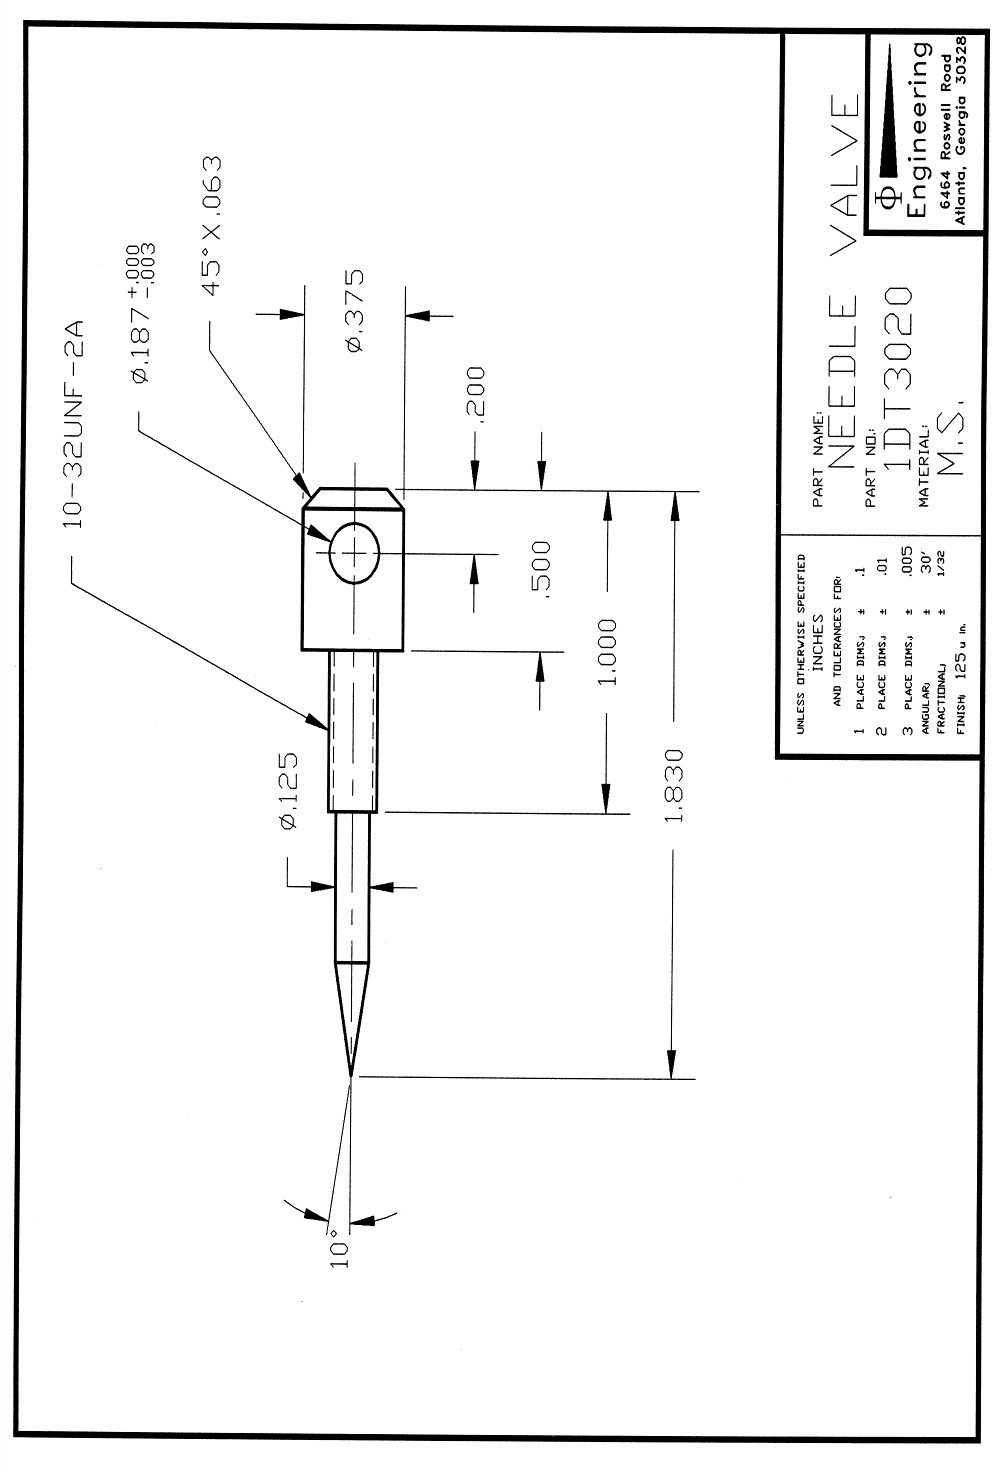 10-32UNF-2A
Ø.187 +.000
-.003
45° X .063
Ø.375
.200
.500
1.000
1.830
Ø.125
10°
UNLESS OTHERWISE SPECIFIED
INCHES
AND TOLERANCES FOR:
1 PLACE DIMS; ± .1
2 PLACE DIMS; ± .01
3 PLACE DIMS; ± .005
ANGULAR; ± 30'
FRACTIONAL; ± 1/32
FINISH; 125 u in.
PART NAME:
NEEDLE VALVE
PART NO.:
1DT3020
MATERIAL:
M.S.
Φ
Engineering
6464 Roswell Road
Atlanta, Georgia 30328